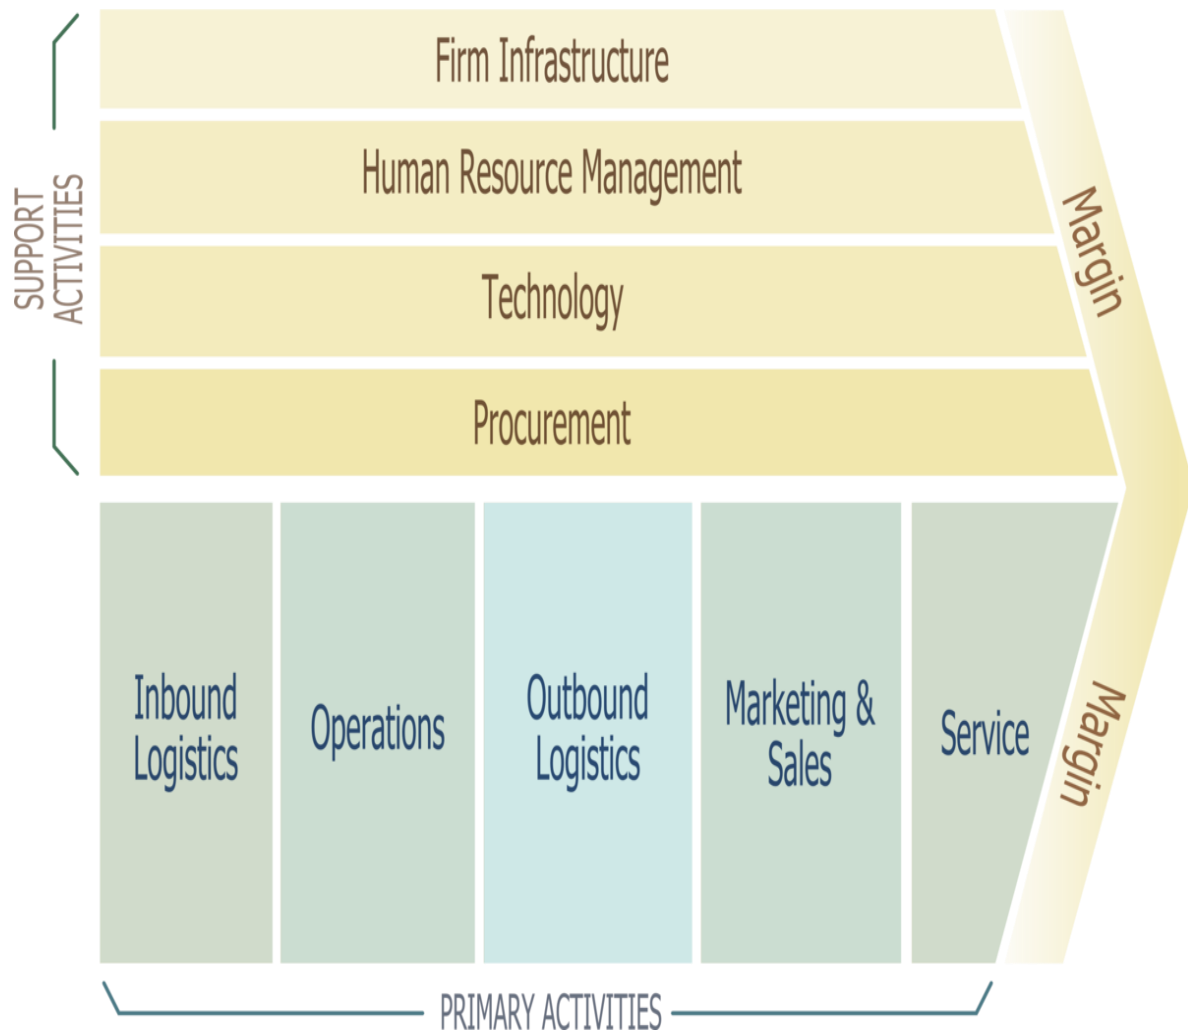 Firm Infrastructure
Human Resource Management
Technology
Procurement
SUPPORT
ACTIVITIES
Margin
Inbound
Logistics
Operations
Outbound
Logistics
Marketing &
Sales
Service
Margin
PRIMARY ACTIVITIES